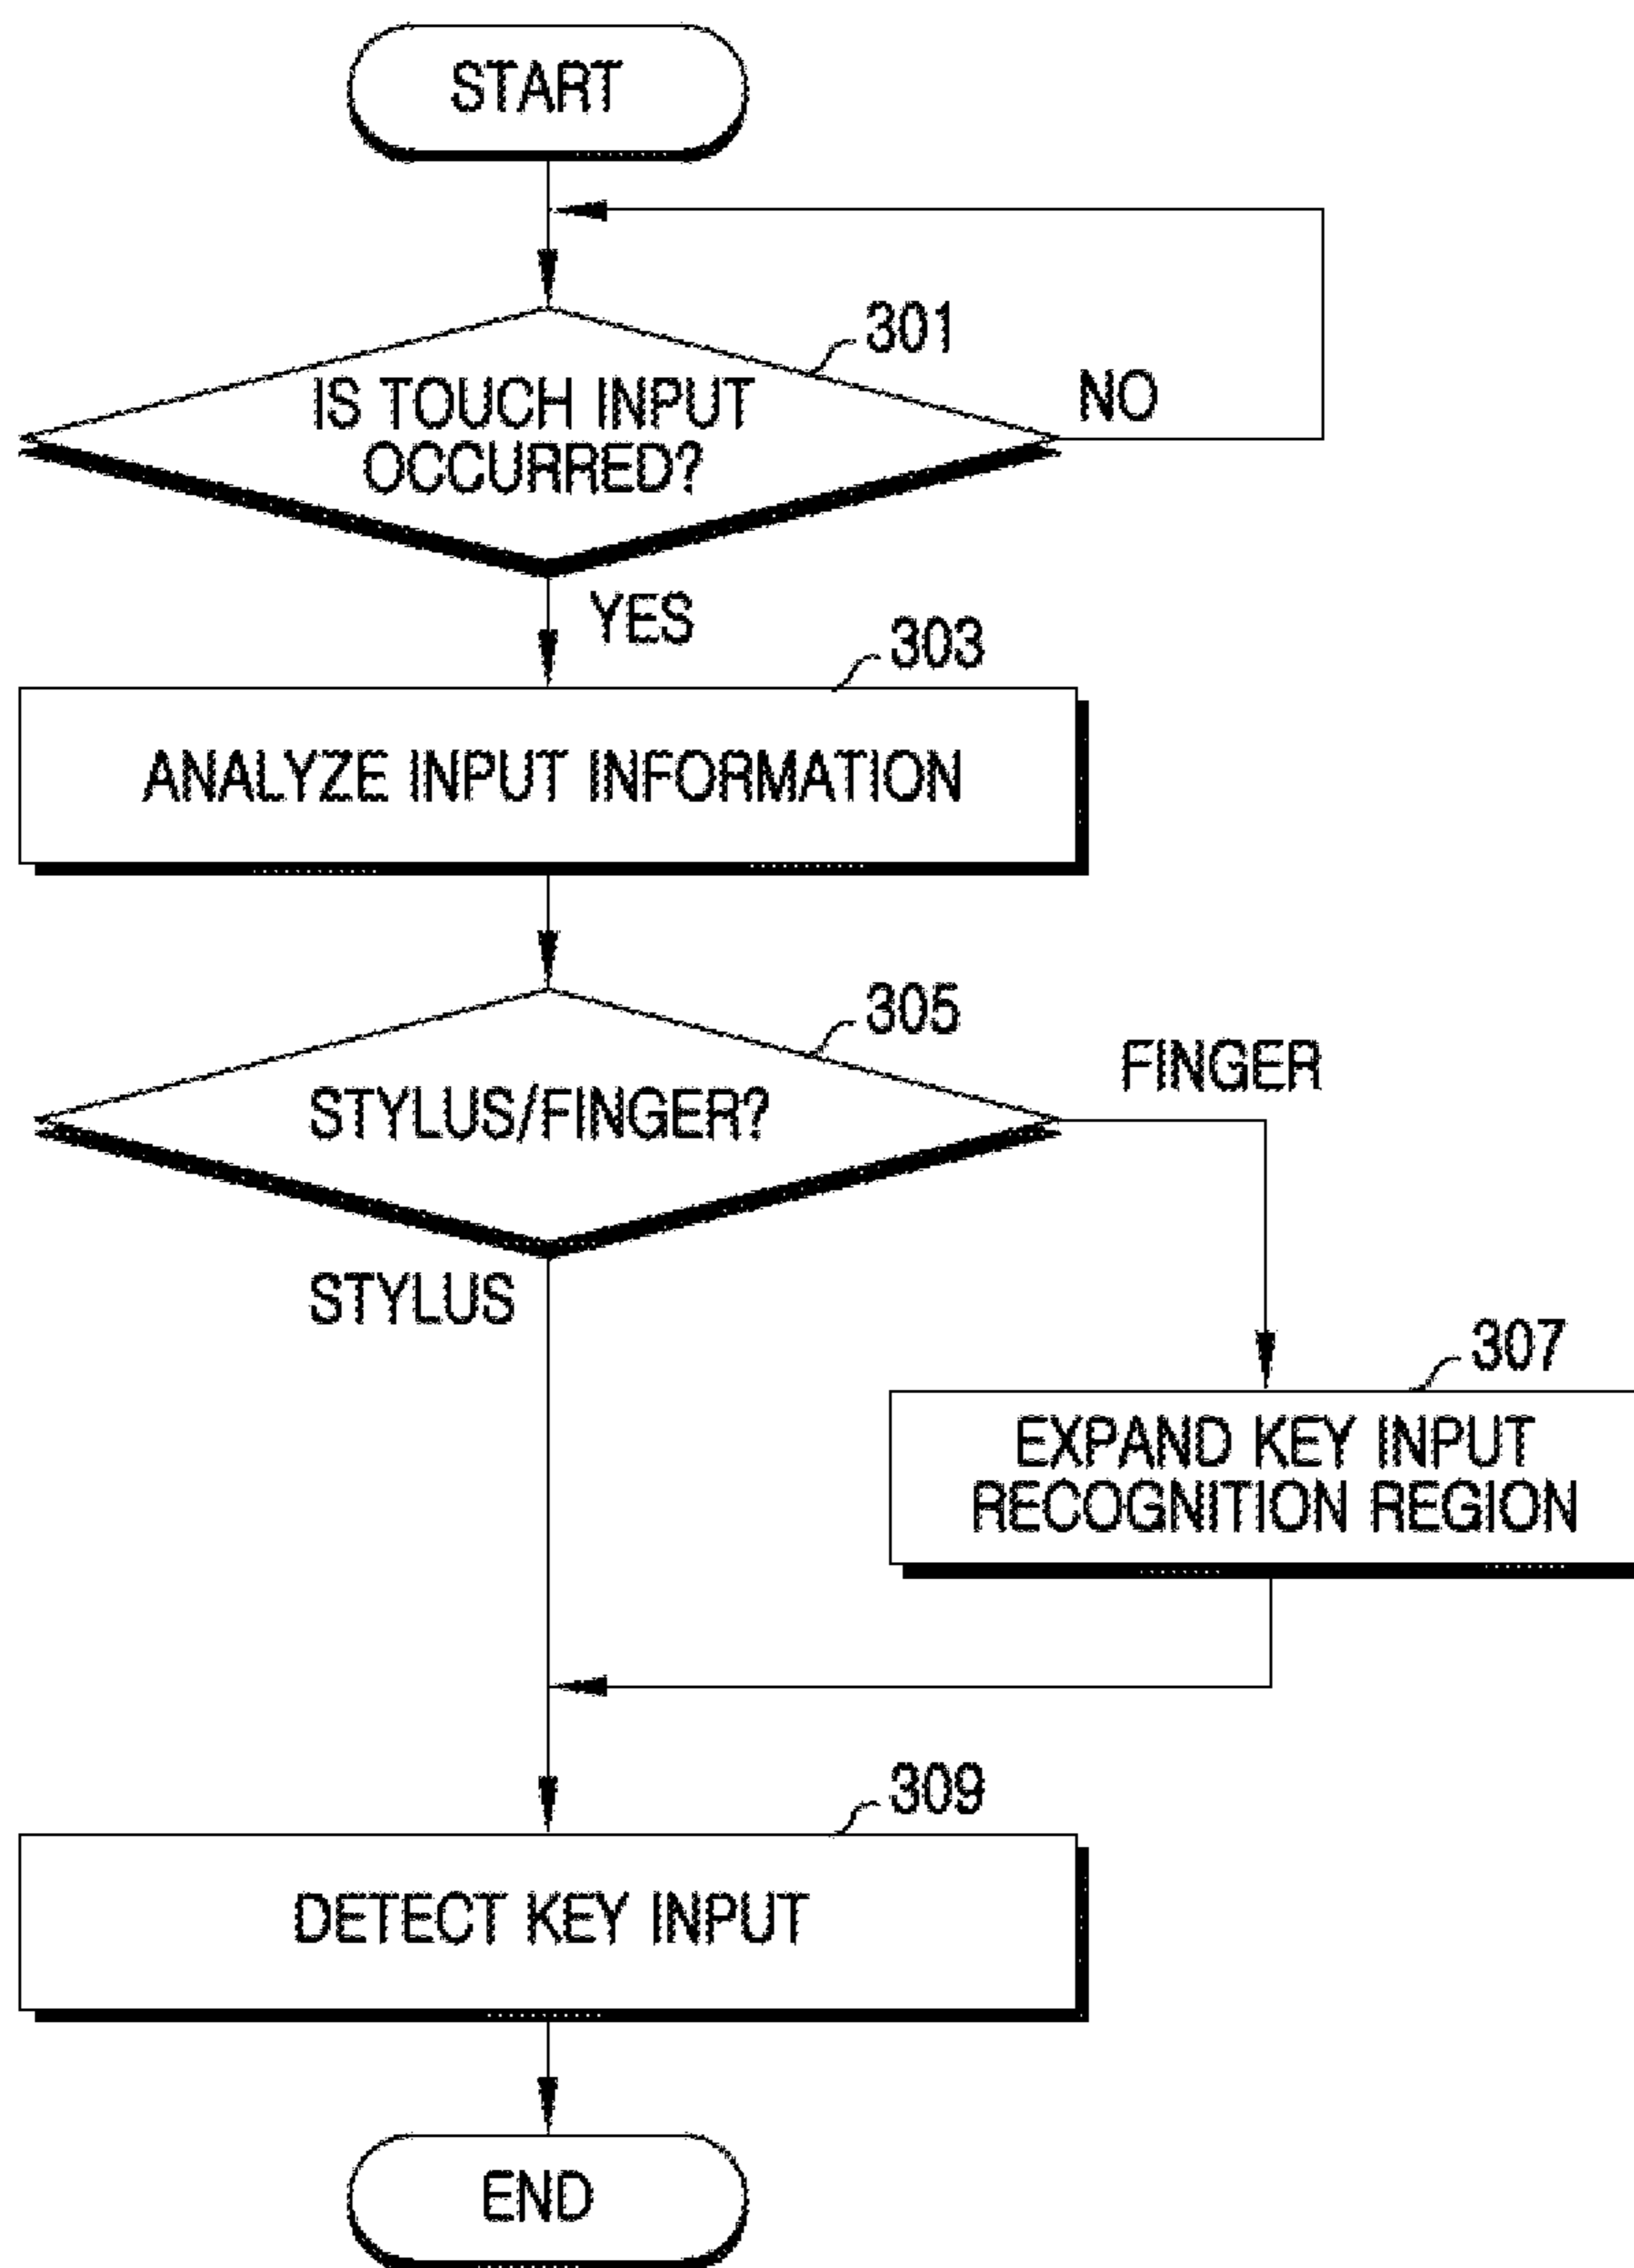 START
301
IS TOUCH INPUT
OCCURRED?
NO
YES
303
ANALYZE INPUT INFORMATION
305
STYLUS/FINGER?
FINGER
STYLUS
307
EXPAND KEY INPUT
RECOGNITION REGION
309
DETECT KEY INPUT
END